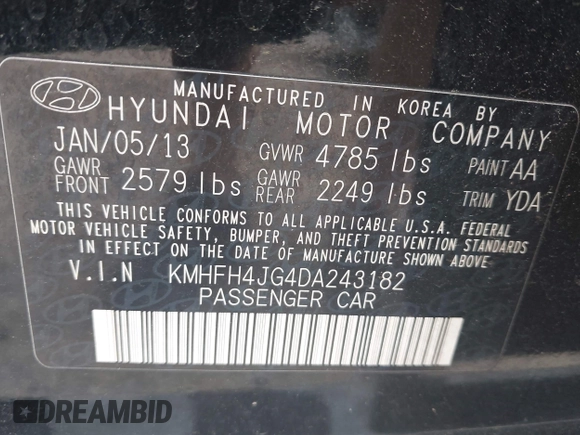 MANUFACTURED IN KOREA BY
HYUNDAI MOTOR COMPANY
JAN/05/13 GVWR 4785 lbs PAINT AA
GAWR FRONT 2579 lbs GAWR REAR 2249 lbs TRIM YDA
THIS VEHICLE CONFORMS TO ALL APPLICABLE U.S.A. FEDERAL
MOTOR VEHICLE SAFETY, BUMPER, AND THEFT PREVENTION STANDARDS
IN EFFECT ON THE DATE OF MANUFACTURE SHOWN ABOVE.
V.I.N KMHFH4JG4DA243182
PASSENGER CAR
DREAMBID